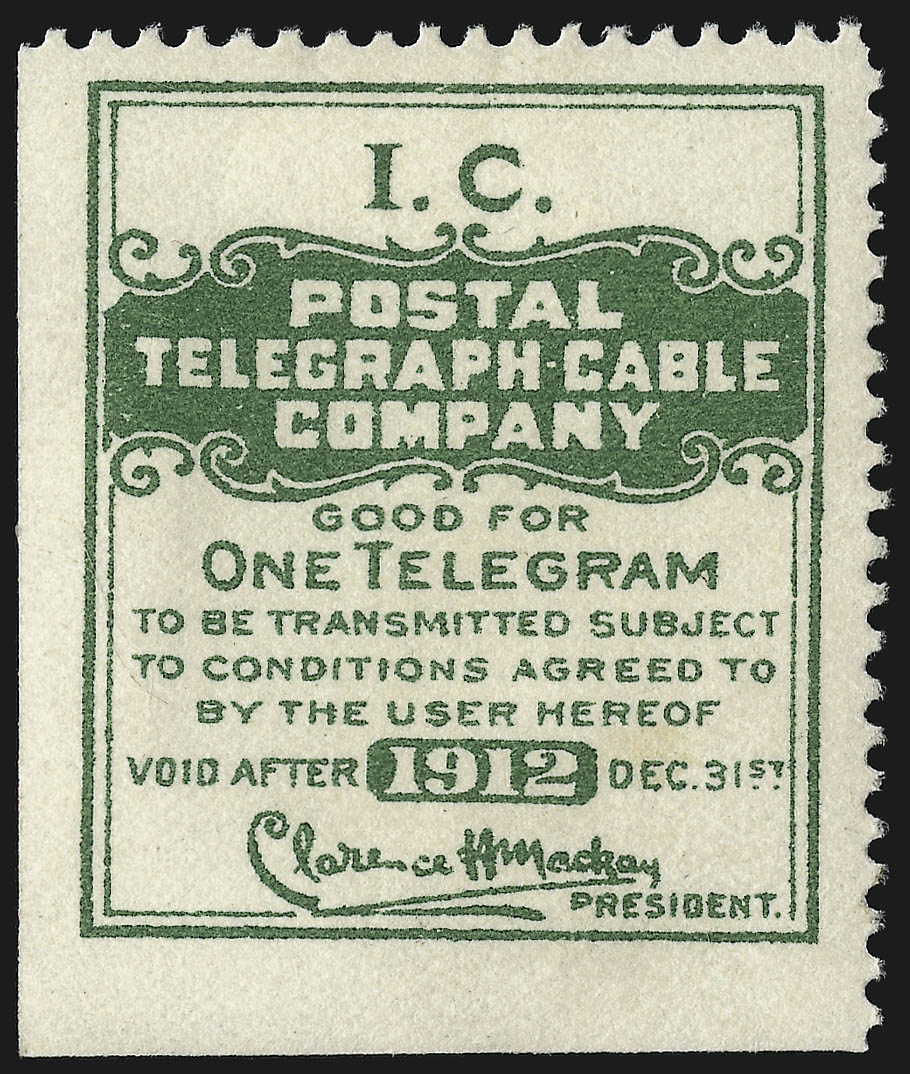 I. C.
POSTAL
TELEGRAPH-CABLE
COMPANY
GOOD FOR
ONE TELEGRAM
TO BE TRANSMITTED SUBJECT
TO CONDITIONS AGREED TO
BY THE USER HEREOF
VOID AFTER 1912 DEC. 31ST.
Clarence H Mackay
PRESIDENT.